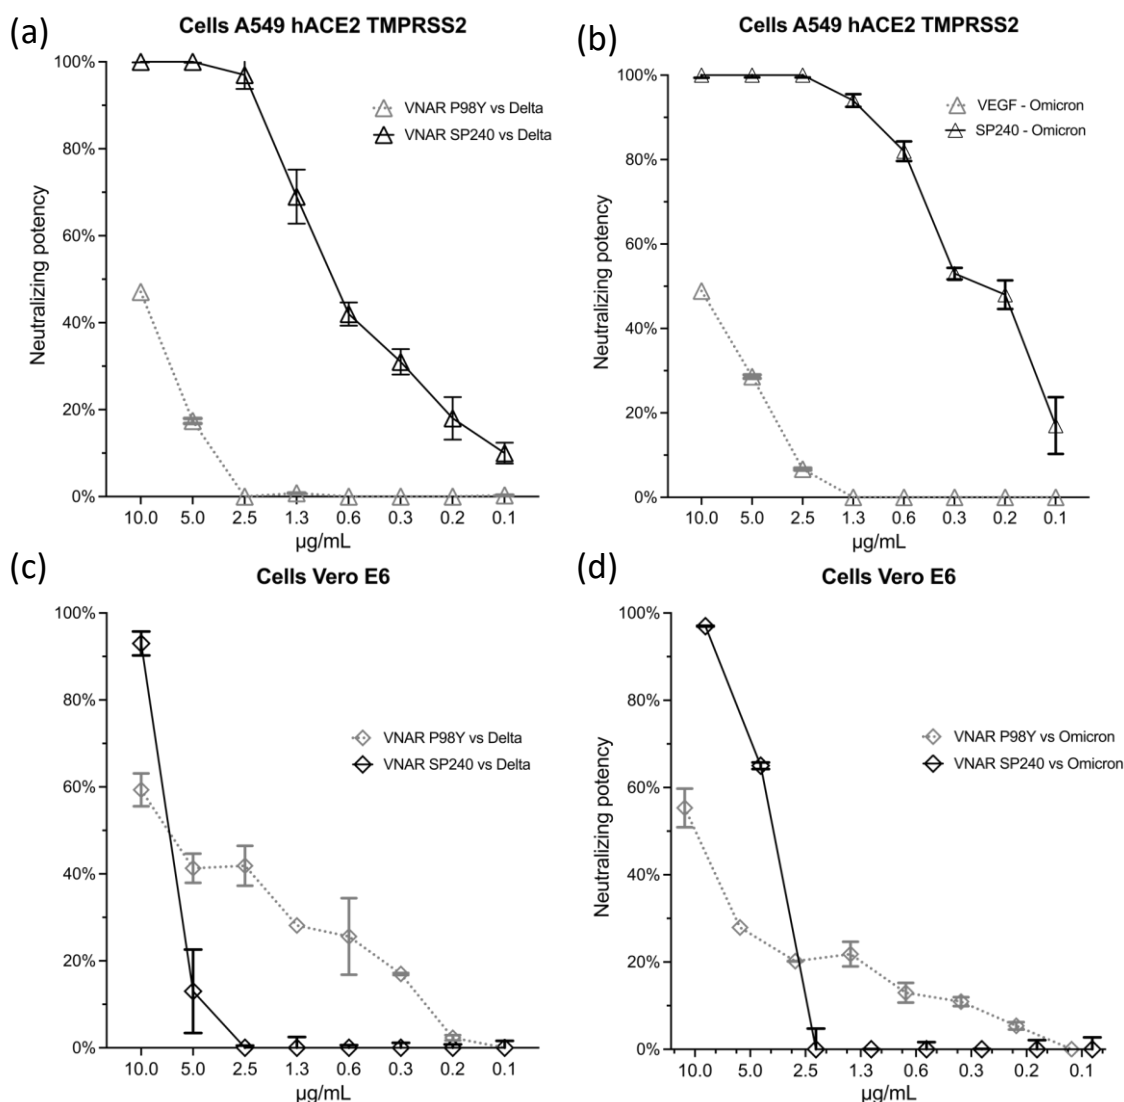 (a)
Cells A549 hACE2 TMPRSS2
Neutralizing potency
100%
80%
60%
40%
20%
0%
VNAR P98Y vs Delta
VNAR SP240 vs Delta
10.0 5.0 2.5 1.3 0.6 0.3 0.2 0.1
µg/mL
(b)
Cells A549 hACE2 TMPRSS2
Neutralizing potency
100%
80%
60%
40%
20%
0%
VEGF - Omicron
SP240 - Omicron
10.0 5.0 2.5 1.3 0.6 0.3 0.2 0.1
µg/mL
(c)
Cells Vero E6
100%
80%
60%
40%
20%
0%
VNAR P98Y vs Delta
VNAR SP240 vs Delta
10.0 5.0 2.5 1.3 0.6 0.3 0.2 0.1
µg/mL
(d)
Cells Vero E6
Neutralizing potency
100%
80%
60%
40%
20%
0%
VNAR P98Y vs Omicron
VNAR SP240 vs Omicron
10.0 5.0 2.5 1.3 0.6 0.3 0.2 0.1
µg/mL